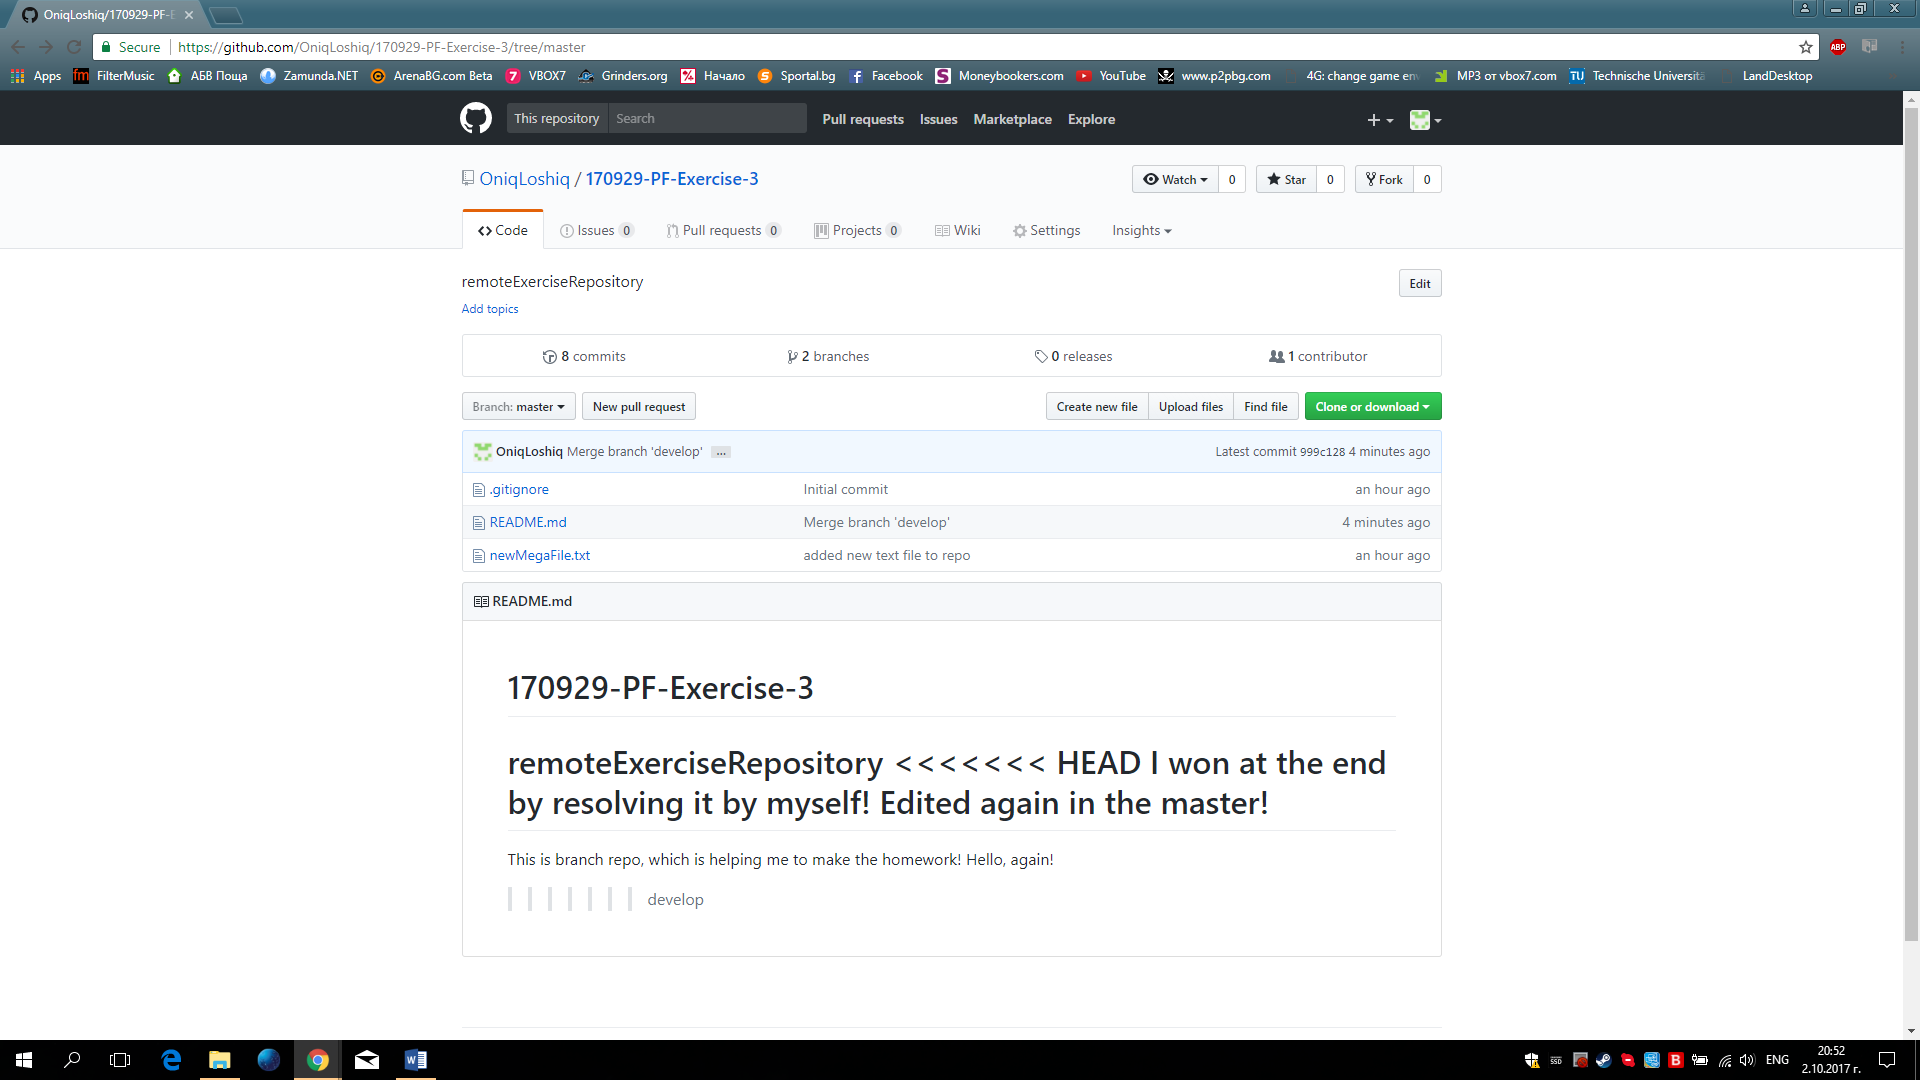 OniqLoshiq/170929-PF-E
Secure https://github.com/OniqLoshiq/170929-PF-Exercise-3/tree/master
ABP
Apps fm FilterMusic АБВ Поща Zamunda.NET ArenaBG.com Beta 7 VBOX7 Grinders.org Начало Sportal.bg Facebook Moneybookers.com YouTube www.p2pbg.com 4G: change game env MP3 от vbox7.com TU Technische Universitä LandDesktop
This repository Search Pull requests Issues Marketplace Explore
OniqLoshiq / 170929-PF-Exercise-3 Watch 0 Star 0 Fork 0
Code Issues 0 Pull requests 0 Projects 0 Wiki Settings Insights
remoteExerciseRepository Edit
Add topics
8 commits 2 branches 0 releases 1 contributor
Branch: master New pull request Create new file Upload files Find file Clone or download
OniqLoshiq Merge branch 'develop' ... Latest commit 999c128 4 minutes ago
.gitignore Initial commit an hour ago
README.md Merge branch 'develop' 4 minutes ago
newMegaFile.txt added new text file to repo an hour ago
README.md
170929-PF-Exercise-3
remoteExerciseRepository <<<<<<< HEAD I won at the end
by resolving it by myself! Edited again in the master!
This is branch repo, which is helping me to make the homework! Hello, again!
develop
SSD B ENG 20:52
2.10.2017 г.